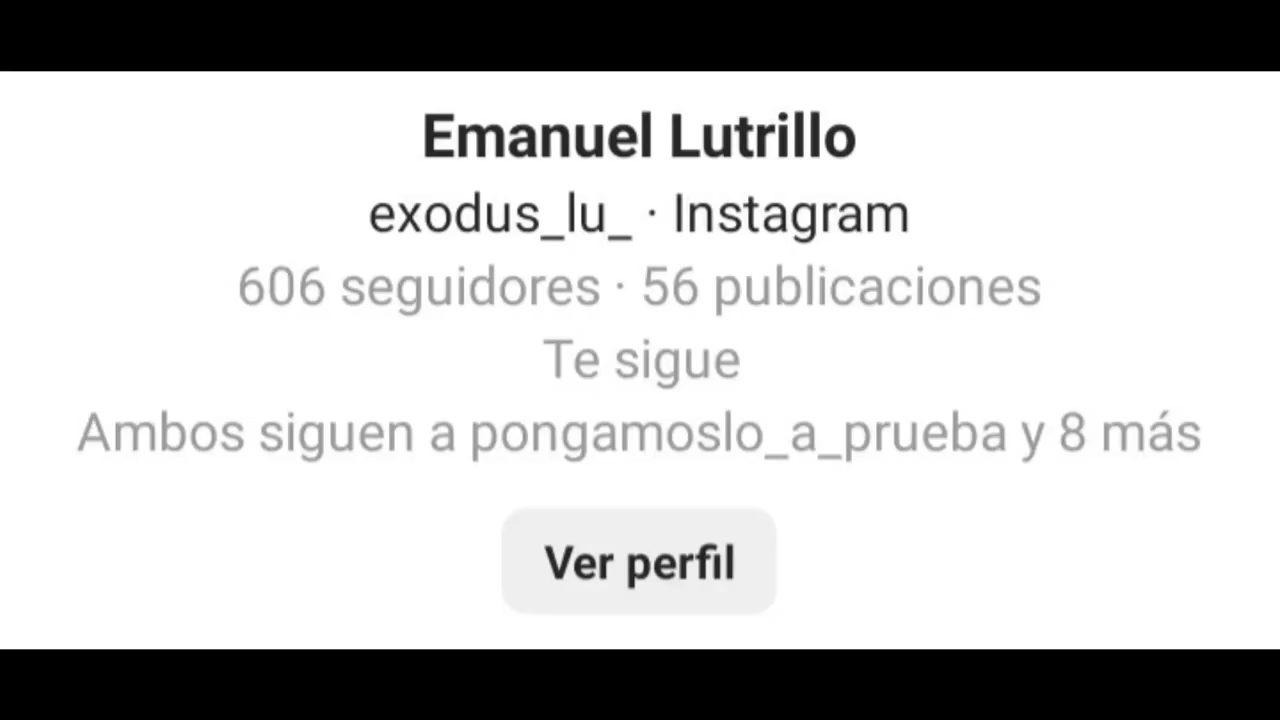 Emanuel Lutrillo
exodus_lu_ · Instagram
606 seguidores · 56 publicaciones
Te sigue
Ambos siguen a pongamoslo_a_prueba y 8 más
Ver perfil